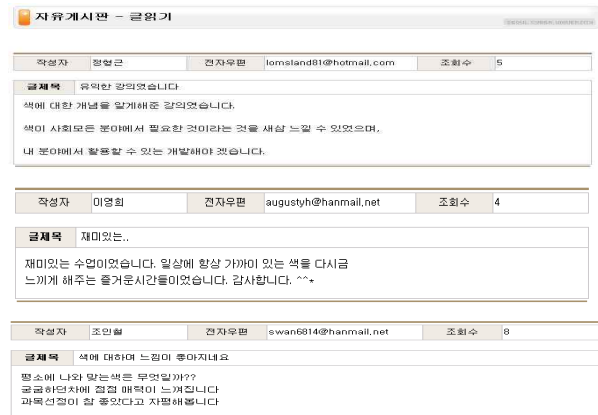 자유게시판 - 글읽기
작성자 정형근 전자우편 lomsland81@hotmail.com 조회수 5
글제목 유익한 강의였습니다
색에 대한 개념을 알게해준 강의였습니다.
색이 사회모든 분야에서 필요한 것이라는 것을 새삼 느낄 수 있었으며,
내 분야에서 활용할 수 있는 개발해야 겠습니다.
작성자 이영희 전자우편 augustyh@hanmail.net 조회수 4
글제목 재미있는..
재미있는 수업이었습니다. 일상에 항상 가까이 있는 색을 다시금
느끼게 해주는 즐거운시간들이었습니다. 감사합니다. ^^*
작성자 조민철 전자우편 swan6814@hanmail.net 조회수 8
글제목 색에 대하며 느낌이 좋아지네요
평소에 나와 맞는색은 무엇일까??
궁금하던차에 점점 매력이 느껴집니다
과목선정이 참 좋았다고 자평해봅니다